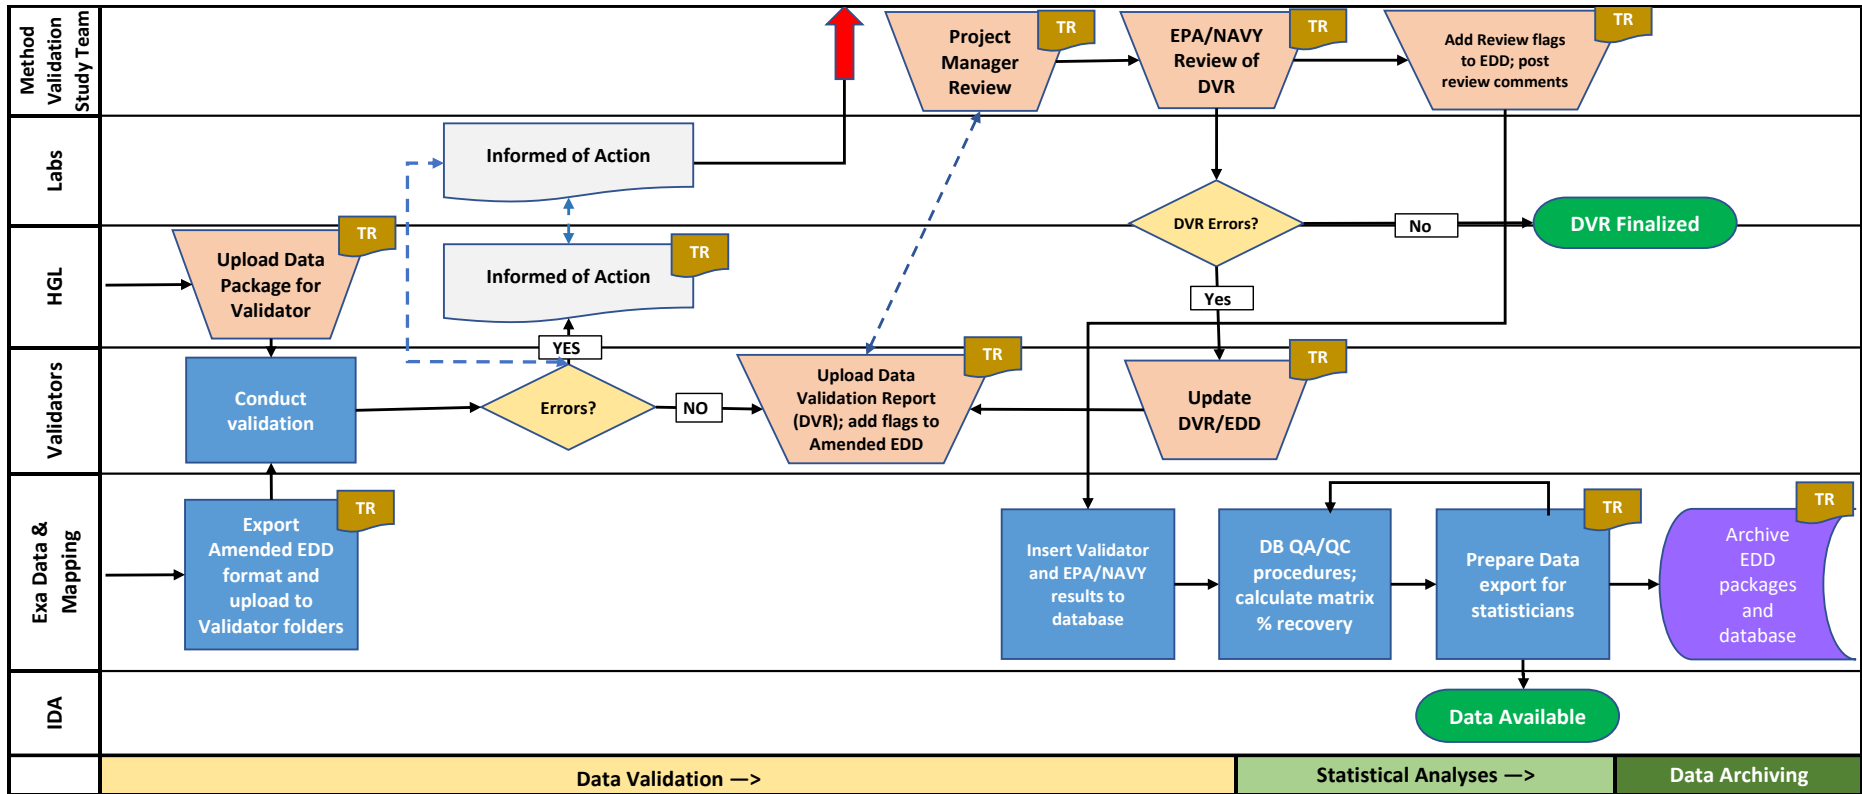 Method
Validation
Study Team
Project
Manager
Review
TR
EPA/NAVY
Review of
DVR
TR
Add Review flags
to EDD; post
review comments
TR
Labs
Informed of Action
DVR Errors?
No
DVR Finalized
HGL
Upload Data
Package for
Validator
TR
Informed of Action
TR
YES
Yes
Validators
Conduct
validation
Errors?
NO
Upload Data
Validation Report
(DVR); add flags to
Amended EDD
TR
Update
DVR/EDD
TR
Exa Data &
Mapping
Export
Amended EDD
format and
upload to
Validator folders
TR
Insert Validator
and EPA/NAVY
results to
database
DB QA/QC
procedures;
calculate matrix
% recovery
Prepare Data
export for
statisticians
TR
Archive
EDD
packages
and
database
TR
IDA
Data Available
Data Validation —>
Statistical Analyses —>
Data Archiving